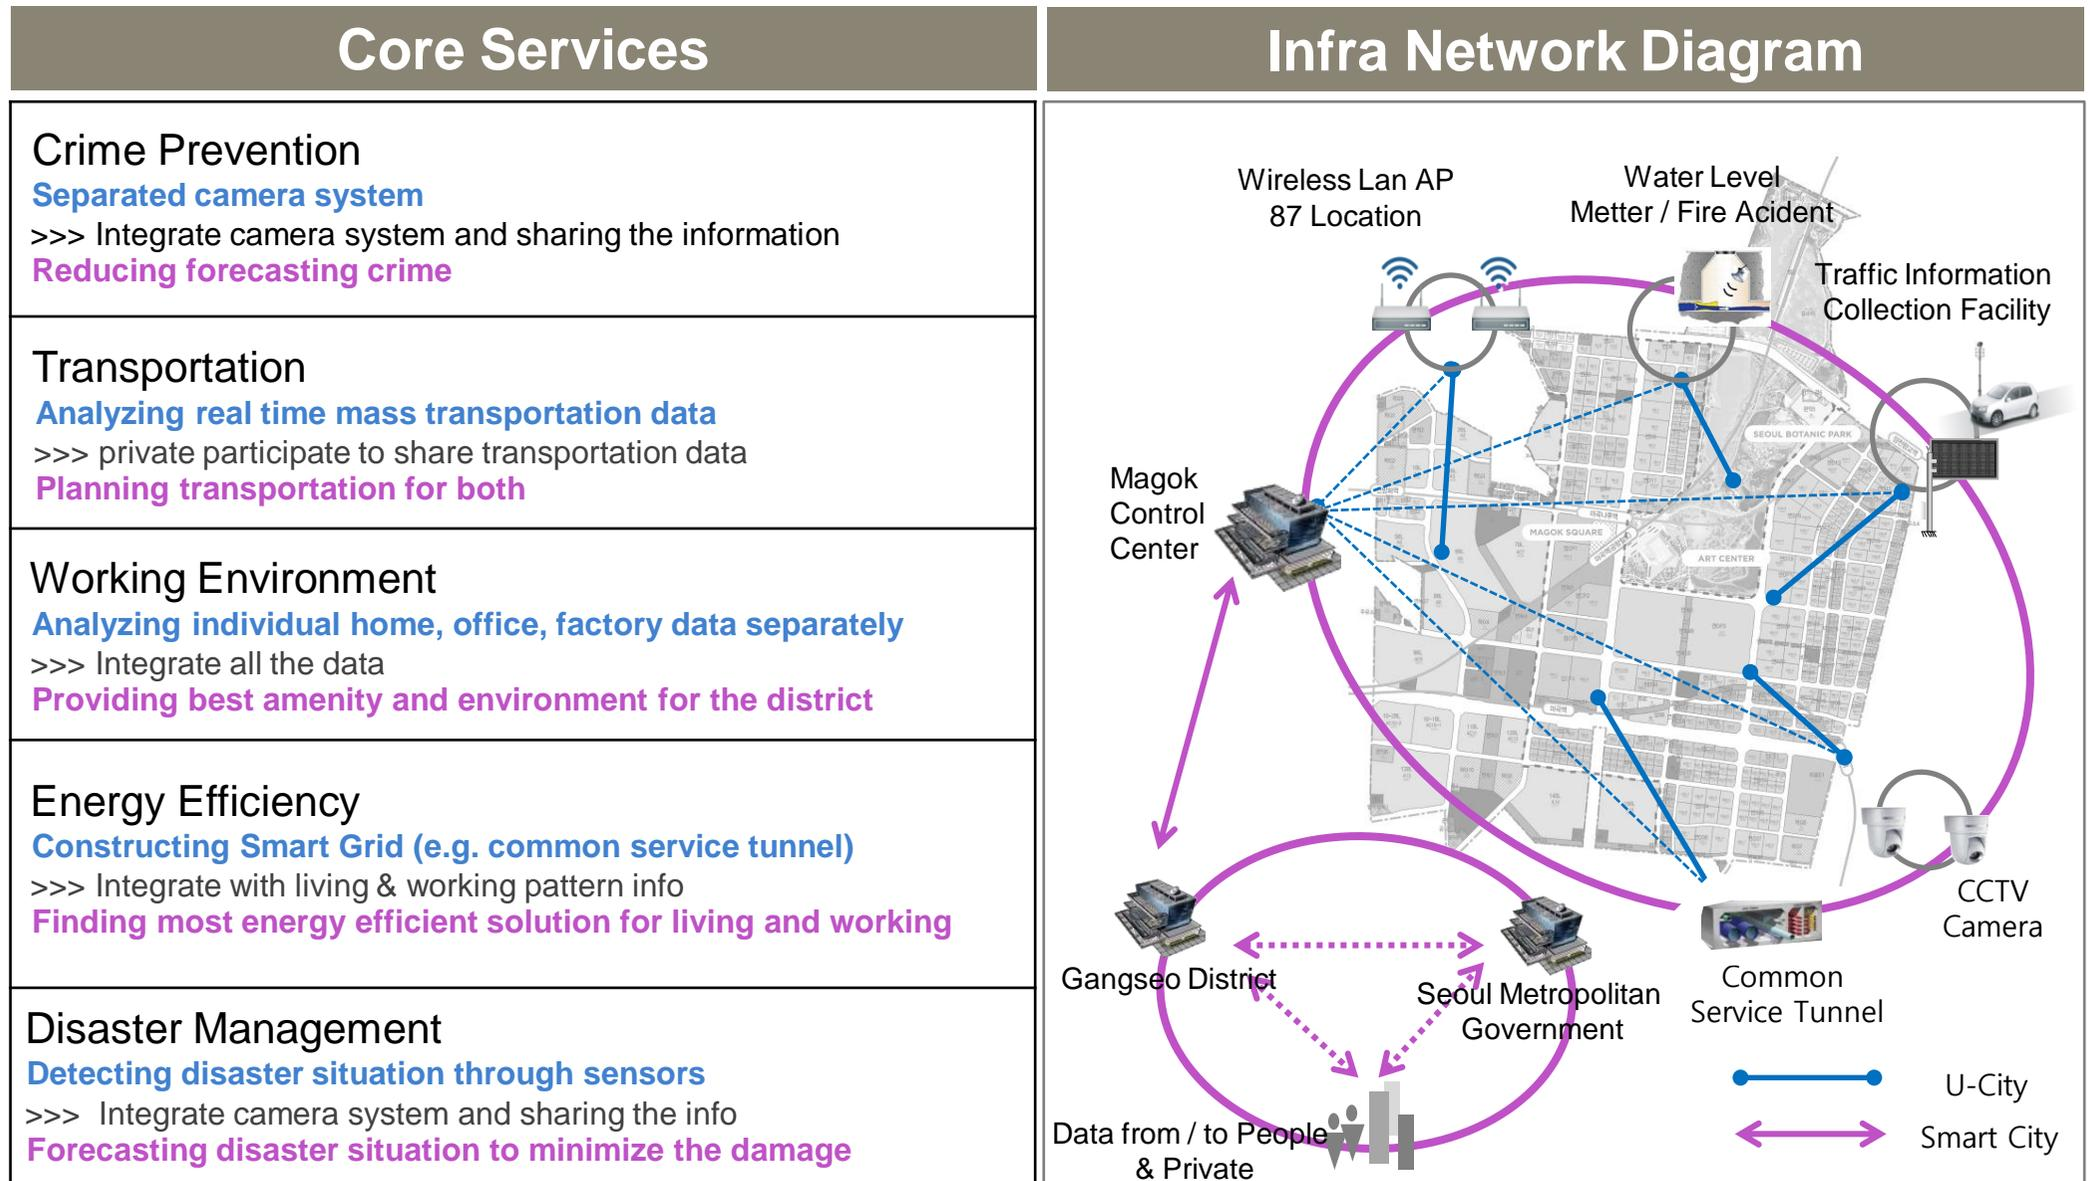 Core Services
Crime Prevention
Separated camera system
>>> Integrate camera system and sharing the information
Reducing forecasting crime
Transportation
Analyzing real time mass transportation data
>>> private participate to share transportation data
Planning transportation for both
Working Environment
Analyzing individual home, office, factory data separately
>>> Integrate all the data
Providing best amenity and environment for the district
Energy Efficiency
Constructing Smart Grid (e.g. common service tunnel)
>>> Integrate with living & working pattern info
Finding most energy efficient solution for living and working
Disaster Management
Detecting disaster situation through sensors
>>> Integrate camera system and sharing the info
Forecasting disaster situation to minimize the damage
Infra Network Diagram
Wireless Lan AP
87 Location
Water Level
Metter / Fire Acident
Traffic Information
Collection Facility
SEOUL BOTANIC PARK
Magok
Control
Center
MAGOK SQUARE
ART CENTER
CCTV
Camera
Gangseo District
Seoul Metropolitan
Government
Common
Service Tunnel
Data from / to People
& Private
U-City
Smart City